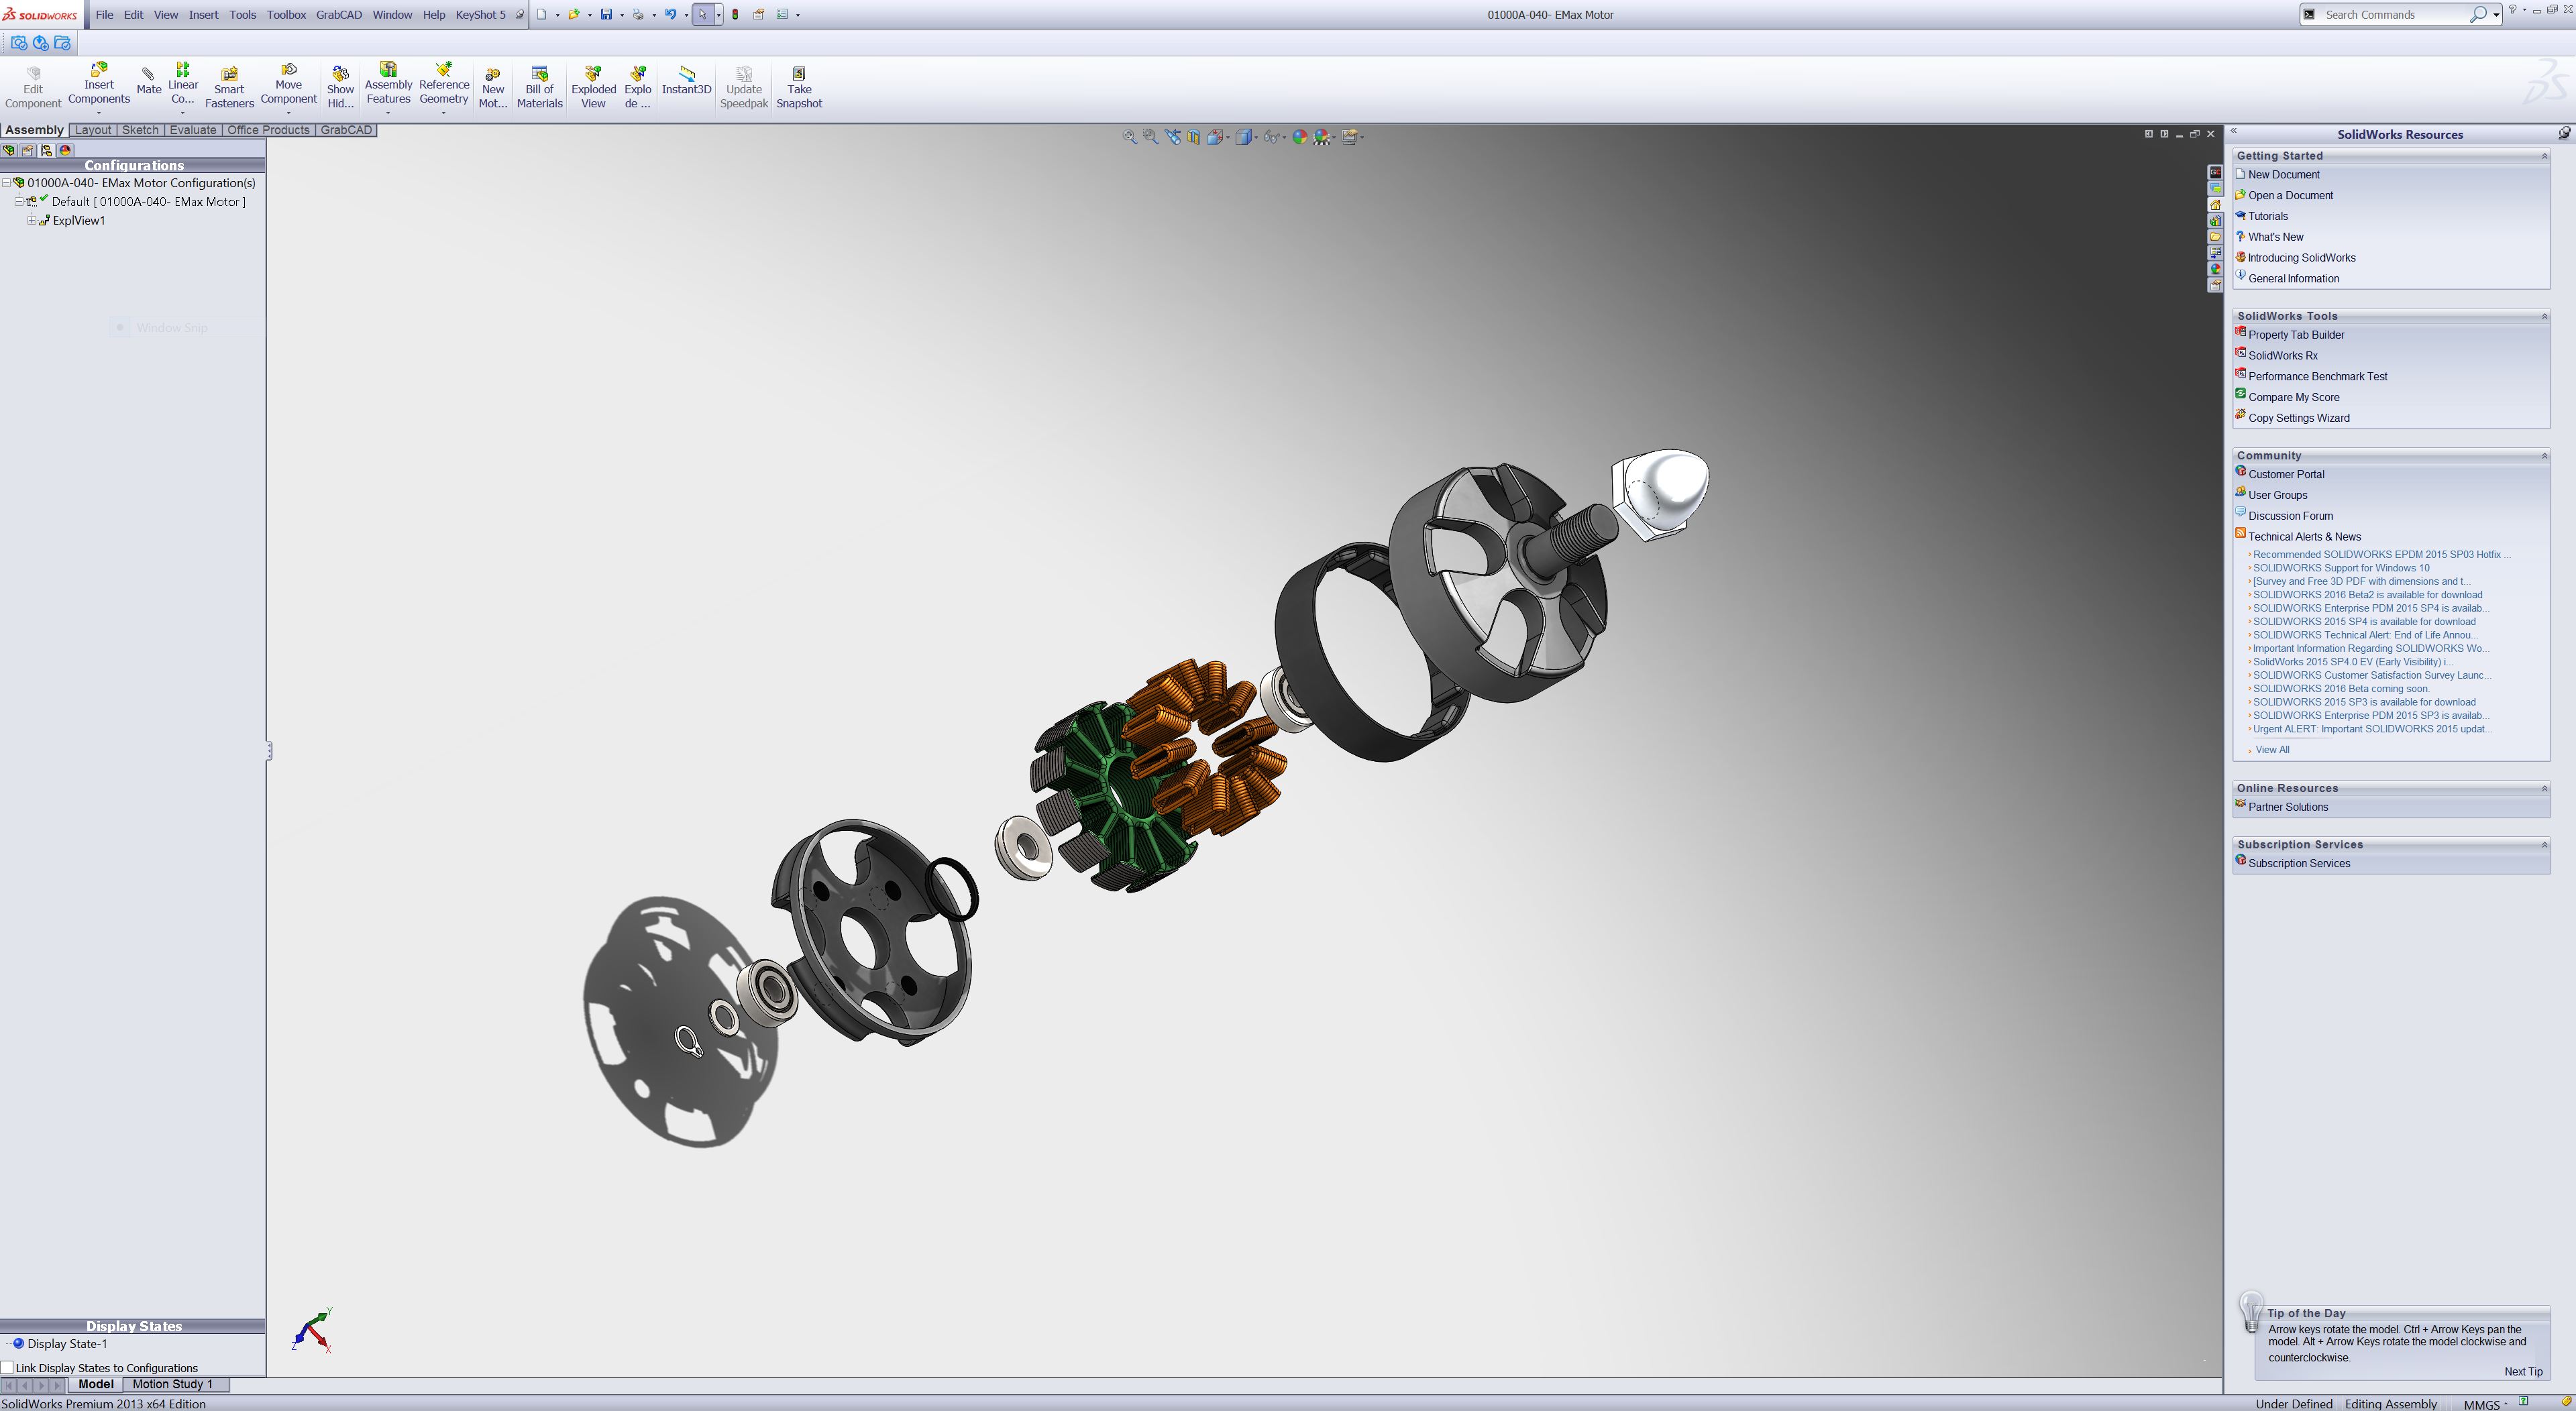 SOLIDWORKS File Edit View Insert Tools Toolbox GrabCAD Window Help KeyShot 5 01000A-040- EMax Motor Search Commands
Edit Component
Insert Components
Mate
Linear Co...
Smart Fasteners
Move Component
Show Hid...
Assembly Features
Reference Geometry
New Mot...
Bill of Materials
Exploded View
Explo de ...
Instant3D
Update Speedpak
Take Snapshot
Assembly Layout Sketch Evaluate Office Products GrabCAD
Configurations
01000A-040- EMax Motor Configuration(s)
Default [ 01000A-040- EMax Motor ]
ExplView1
Window Snip
Display States
Display State-1
Link Display States to Configurations
Model Motion Study 1
SolidWorks Premium 2013 x64 Edition
Y
Z
X
SolidWorks Resources
Getting Started
New Document
Open a Document
Tutorials
What's New
Introducing SolidWorks
General Information
SolidWorks Tools
Property Tab Builder
SolidWorks Rx
Performance Benchmark Test
Compare My Score
Copy Settings Wizard
Community
Customer Portal
User Groups
Discussion Forum
Technical Alerts & News
Recommended SOLIDWORKS EPDM 2015 SP03 Hotfix ...
SOLIDWORKS Support for Windows 10
[Survey and Free 3D PDF with dimensions and t...
SOLIDWORKS 2016 Beta2 is available for download
SOLIDWORKS Enterprise PDM 2015 SP4 is availab...
SOLIDWORKS 2015 SP4 is available for download
SOLIDWORKS Technical Alert: End of Life Annou...
Important Information Regarding SOLIDWORKS Wo...
SolidWorks 2015 SP4.0 EV (Early Visibility) i...
SOLIDWORKS Customer Satisfaction Survey Launc...
SOLIDWORKS 2016 Beta coming soon.
SOLIDWORKS 2015 SP3 is available for download
SOLIDWORKS Enterprise PDM 2015 SP3 is availab...
Urgent ALERT: Important SOLIDWORKS 2015 updat...
View All
Online Resources
Partner Solutions
Subscription Services
Subscription Services
Tip of the Day
Arrow keys rotate the model. Ctrl + Arrow Keys pan the
model. Alt + Arrow Keys rotate the model clockwise and
counterclockwise.
Next Tip
Under Defined Editing Assembly MMGS